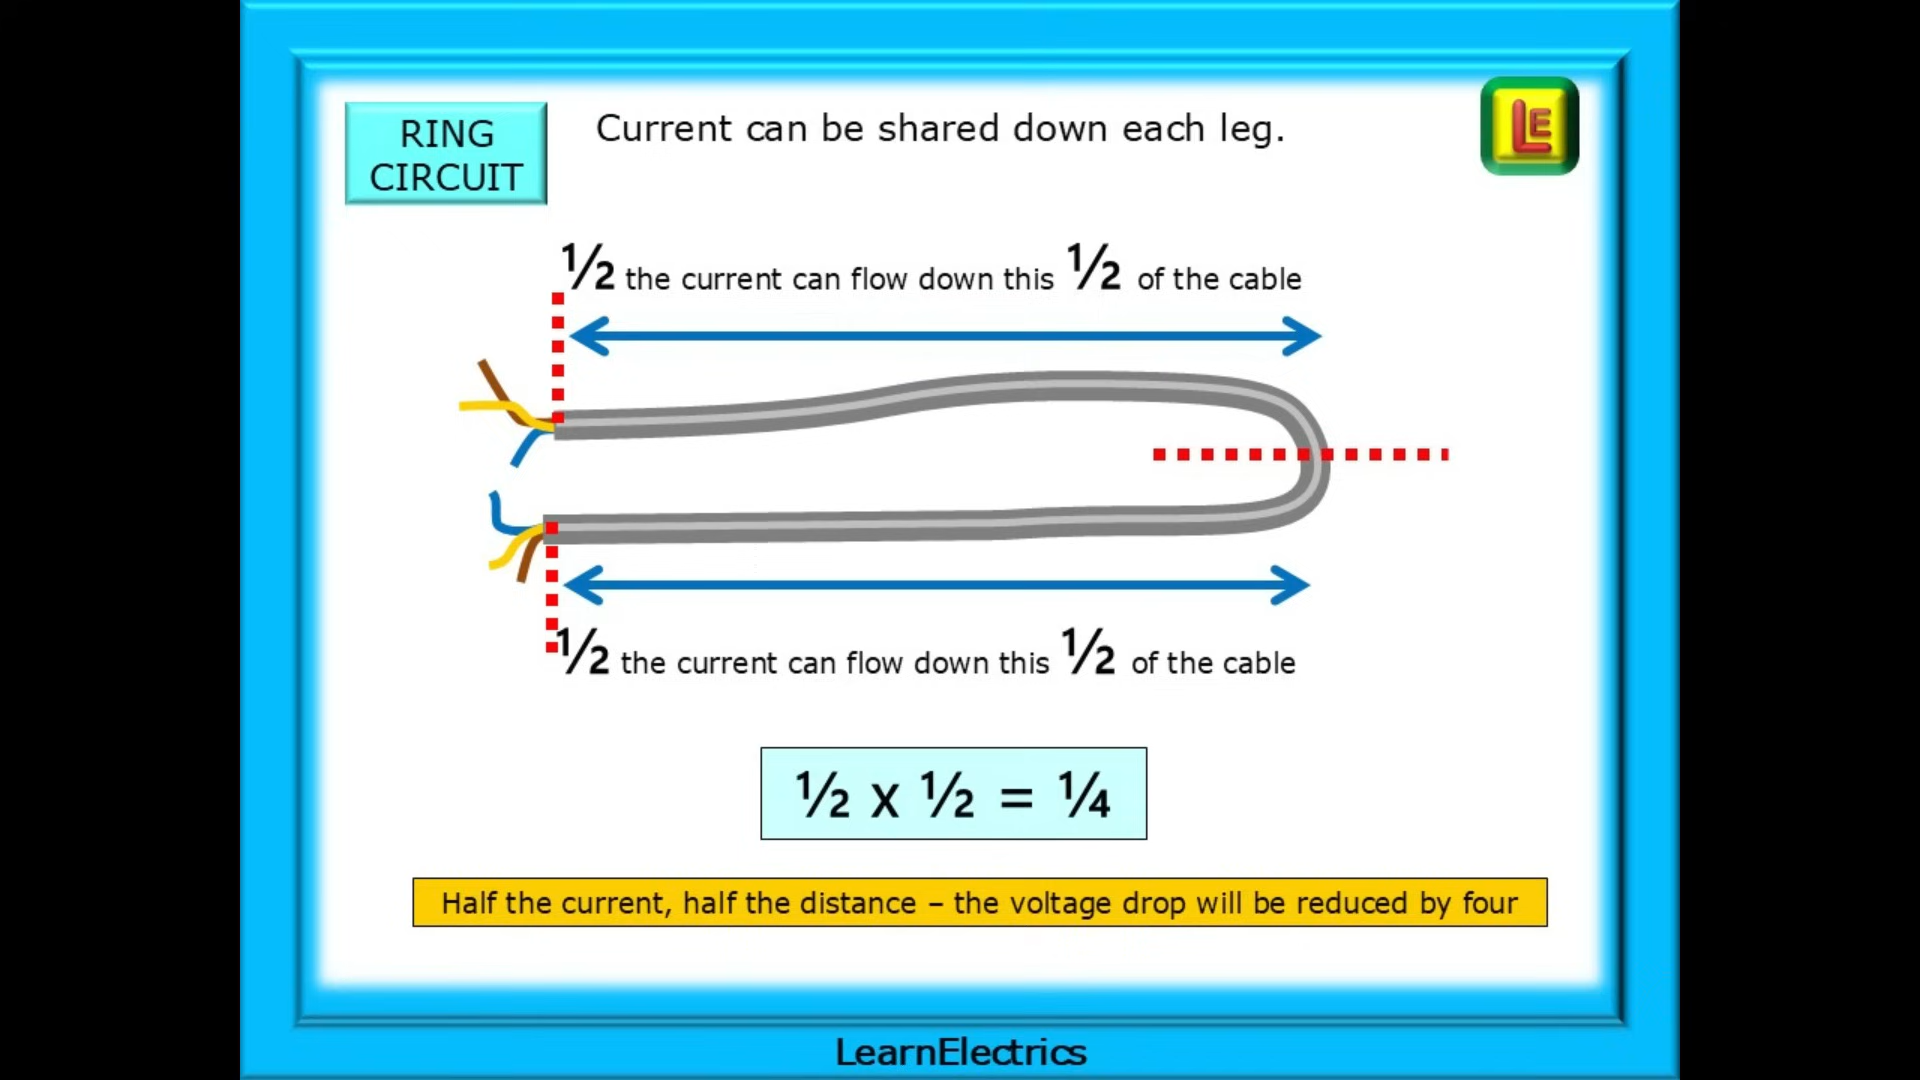 RING
CIRCUIT
Current can be shared down each leg.
LE
½ the current can flow down this ½ of the cable
½ the current can flow down this ½ of the cable
½ x ½ = ¼
Half the current, half the distance – the voltage drop will be reduced by four
LearnElectrics